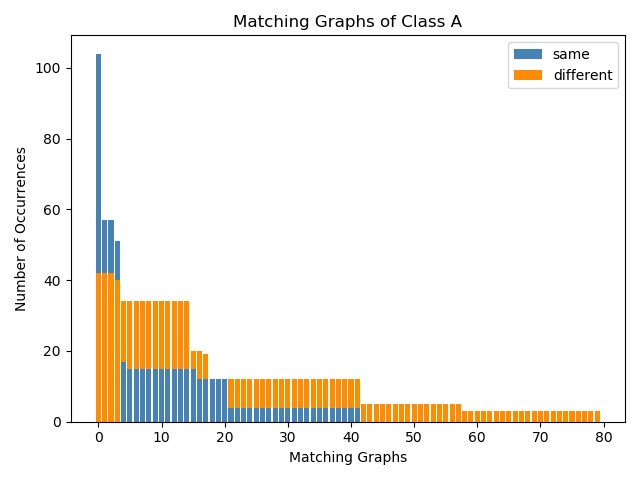 Matching Graphs of Class A
same
different
Number of Occurrences
100
80
60
40
20
0
0 10 20 30 40 50 60 70 80
Matching Graphs